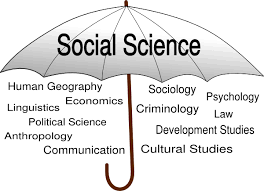 Social Science
Human Geography
Sociology
Psychology
Economics
Linguistics
Criminology
Law
Political Science
Development Studies
Anthropology
Communication
Cultural Studies